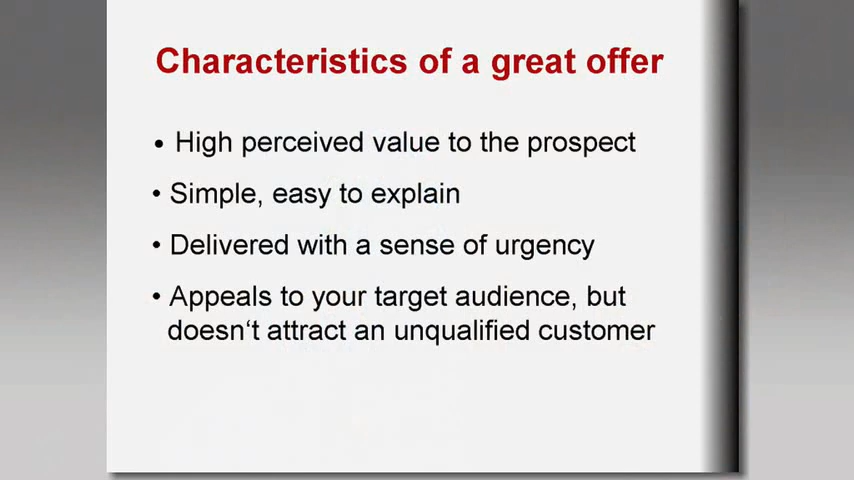 Characteristics of a great offer
• High perceived value to the prospect
• Simple, easy to explain
• Delivered with a sense of urgency
• Appeals to your target audience, but
doesn‘t attract an unqualified customer